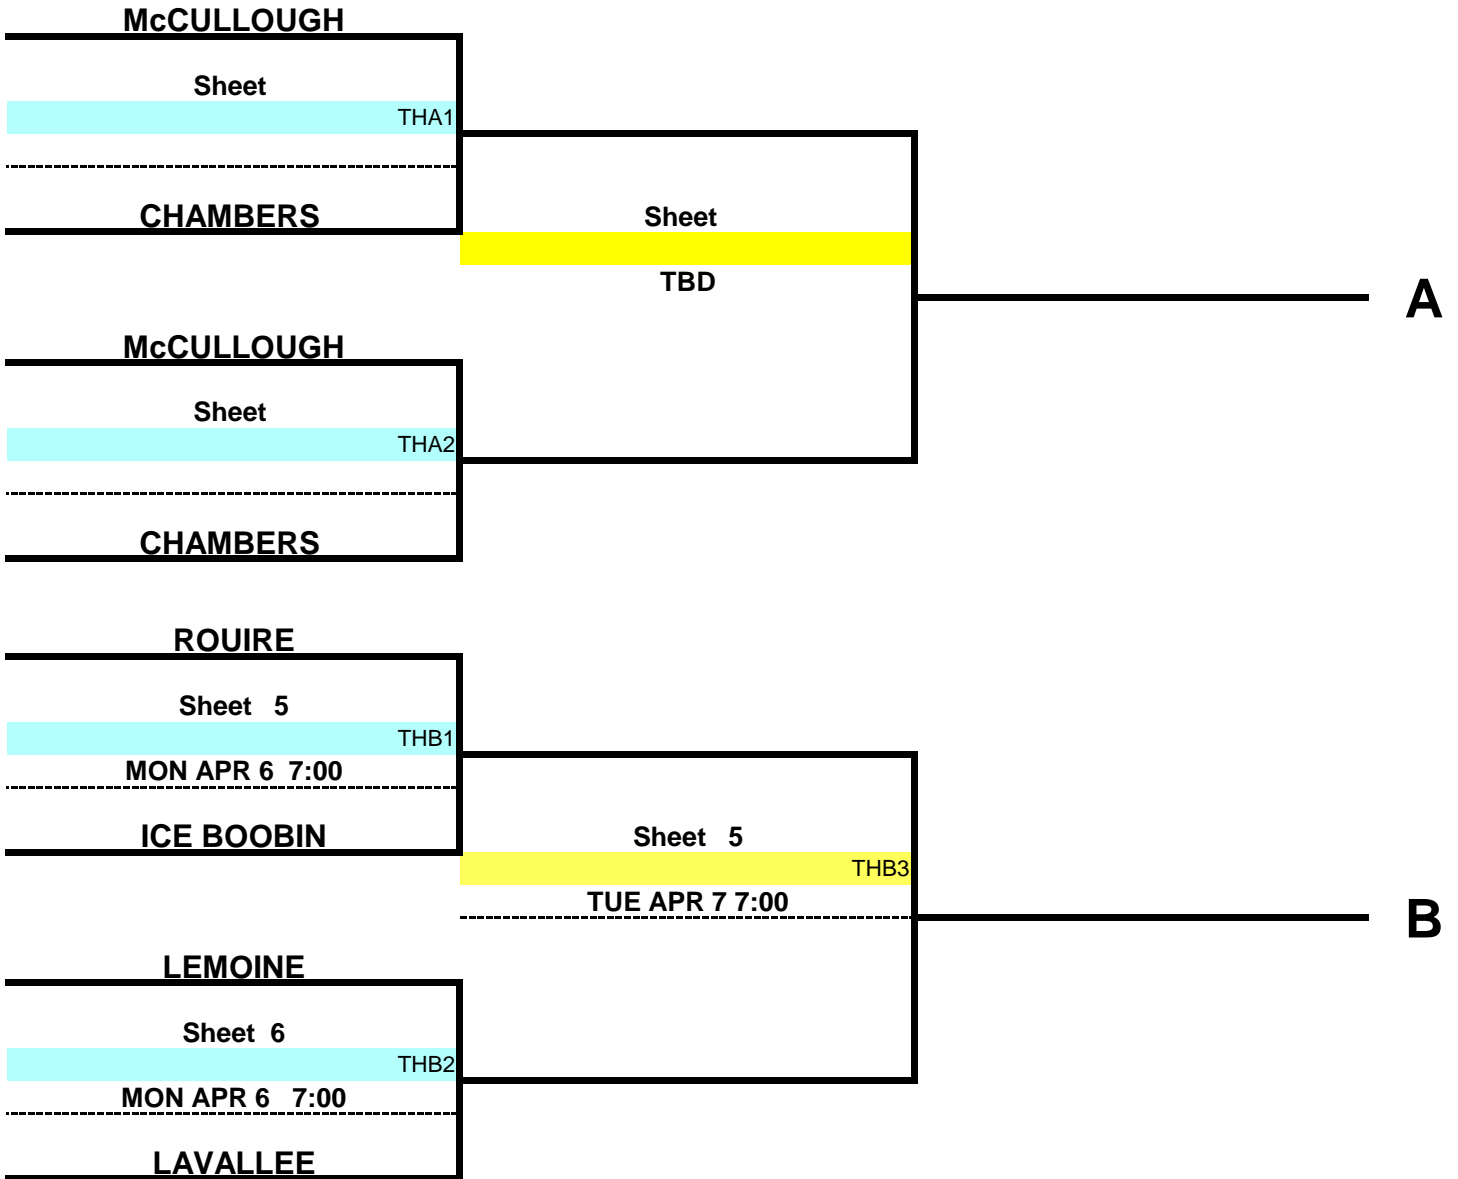 McCULLOUGH
Sheet
THA1
CHAMBERS
Sheet
TBD
A
McCULLOUGH
Sheet
THA2
CHAMBERS
ROUIRE
Sheet 5
THB1
MON APR 6 7:00
ICE BOOBIN
Sheet 5
THB3
TUE APR 7 7:00
B
LEMOINE
Sheet 6
THB2
MON APR 6 7:00
LAVALLEE